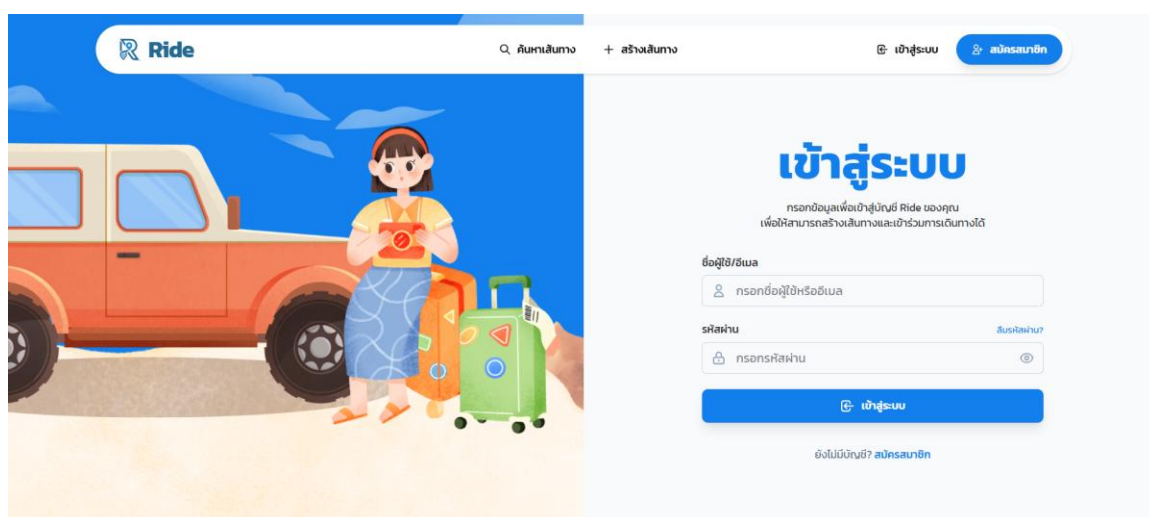 Ride
ค้นหาเส้นทาง
สร้างเส้นทาง
เข้าสู่ระบบ
สมัครสมาชิก
เข้าสู่ระบบ
กรอกข้อมูลเพื่อเข้าสู่บัญชี Ride ของคุณ
เพื่อให้สามารถสร้างเส้นทางและเข้าร่วมการเดินทางได้
ชื่อผู้ใช้/อีเมล
กรอกชื่อผู้ใช้หรืออีเมล
รหัสผ่าน
ลืมรหัสผ่าน?
กรอกรหัสผ่าน
เข้าสู่ระบบ
ยังไม่มีบัญชี? สมัครสมาชิก